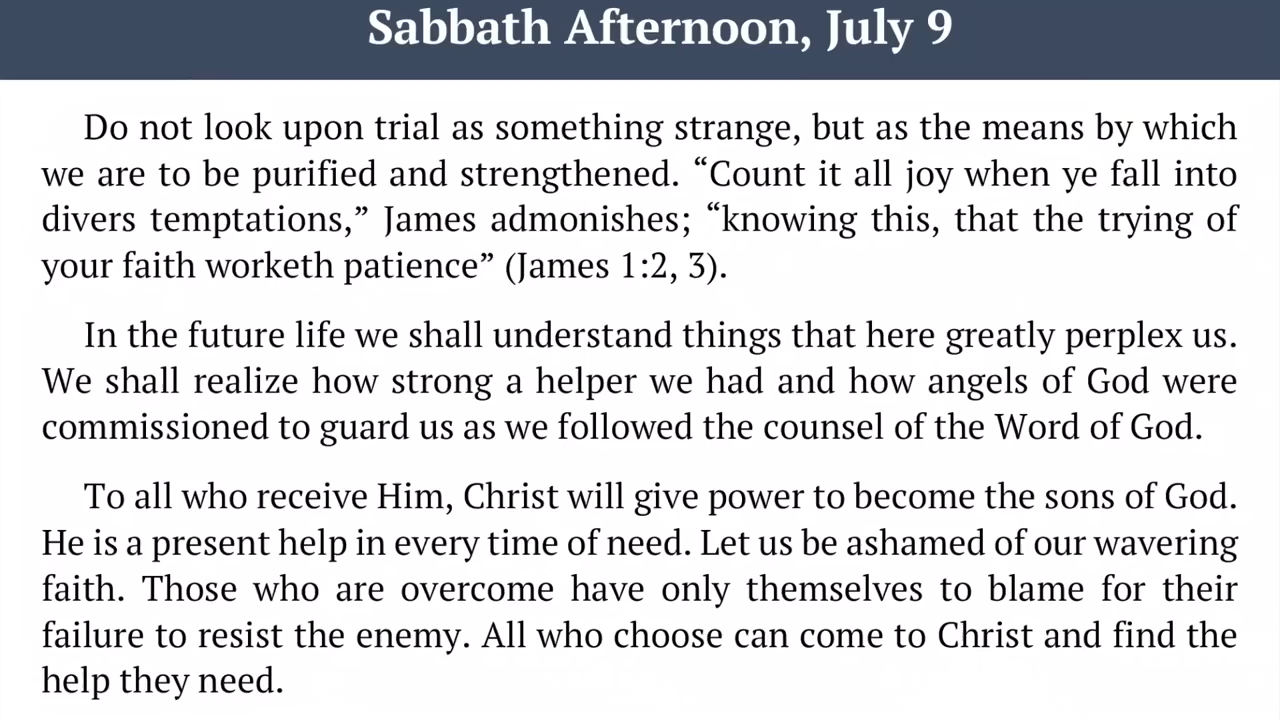 Sabbath Afternoon, July 9
Do not look upon trial as something strange, but as the means by which
we are to be purified and strengthened. “Count it all joy when ye fall into
divers temptations,” James admonishes; “knowing this, that the trying of
your faith worketh patience” (James 1:2, 3).
In the future life we shall understand things that here greatly perplex us.
We shall realize how strong a helper we had and how angels of God were
commissioned to guard us as we followed the counsel of the Word of God.
To all who receive Him, Christ will give power to become the sons of God.
He is a present help in every time of need. Let us be ashamed of our wavering
faith. Those who are overcome have only themselves to blame for their
failure to resist the enemy. All who choose can come to Christ and find the
help they need.